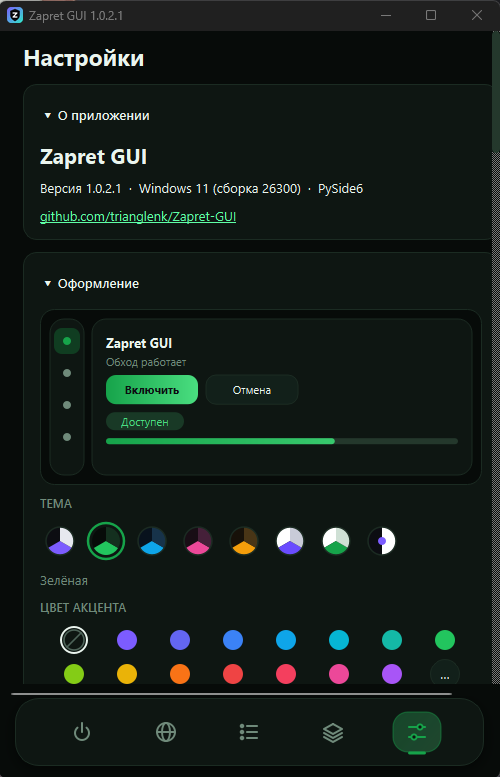 Zapret GUI 1.0.2.1
Настройки
▼ О приложении
Zapret GUI
Версия 1.0.2.1 · Windows 11 (сборка 26300) · PySide6
github.com/trianglenk/Zapret-GUI
▼ Оформление
Zapret GUI
Обход работает
Включить Отмена
Доступен
ТЕМА
Зелёная
ЦВЕТ АКЦЕНТА
...